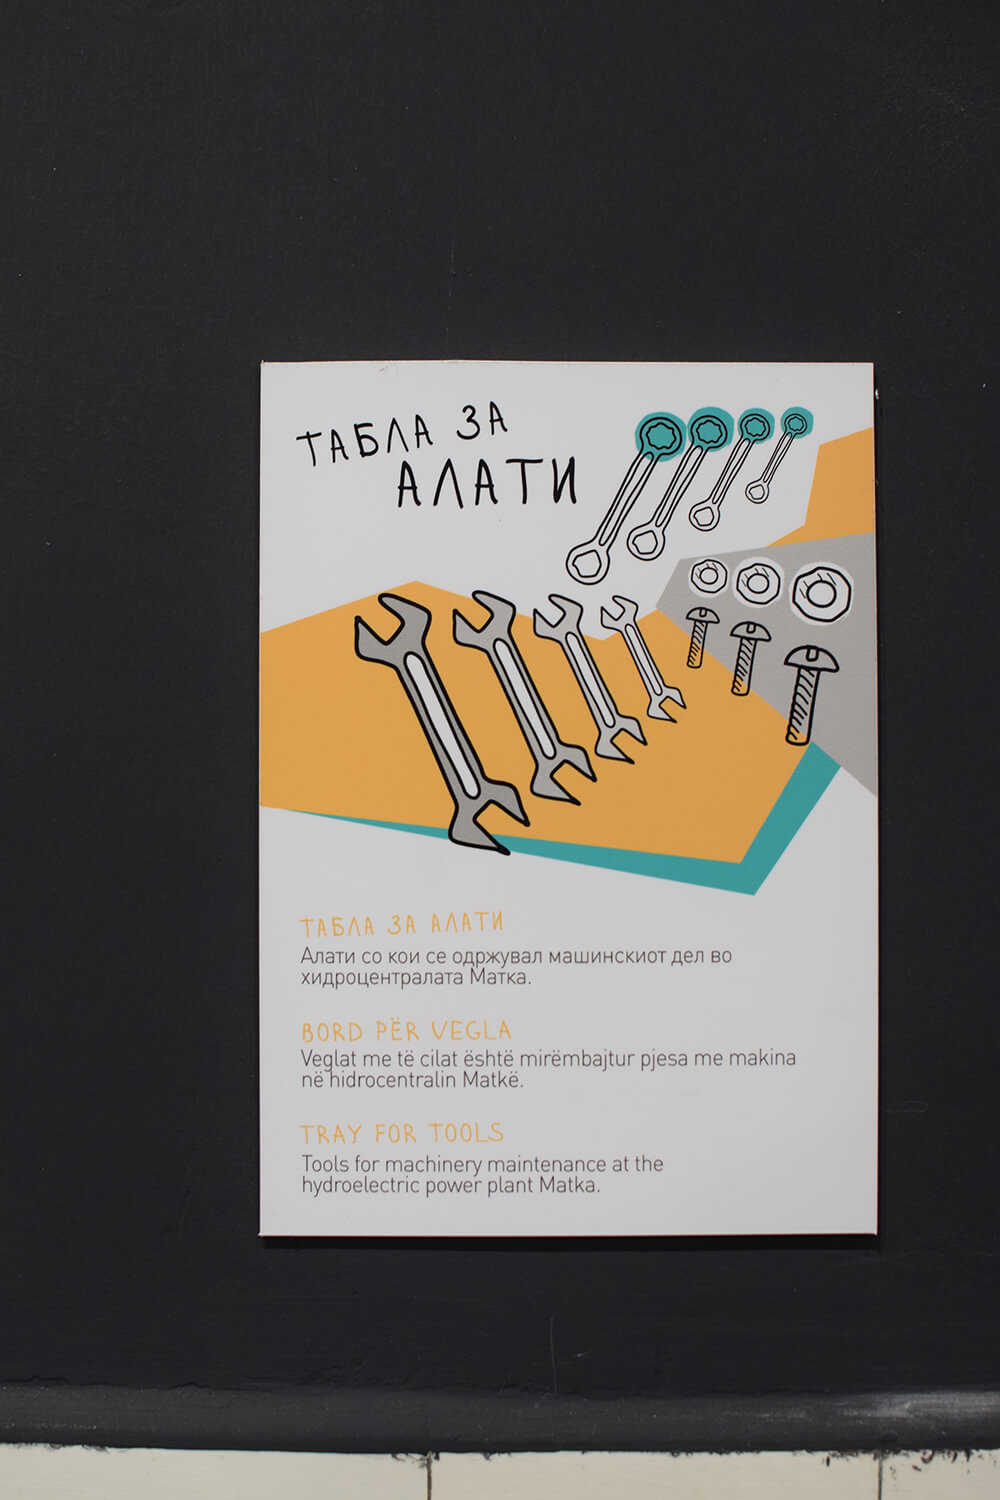 ТАБЛА ЗА
АЛАТИ
ТАБЛА ЗА АЛАТИ
Алати со кои се одржувал машинскиот дел во
хидроцентралата Матка.
BORD PËR VEGLA
Veglat me të cilat është mirëmbajtur pjesa me makina
në hidrocentralin Matkë.
TRAY FOR TOOLS
Tools for machinery maintenance at the
hydroelectric power plant Matka.